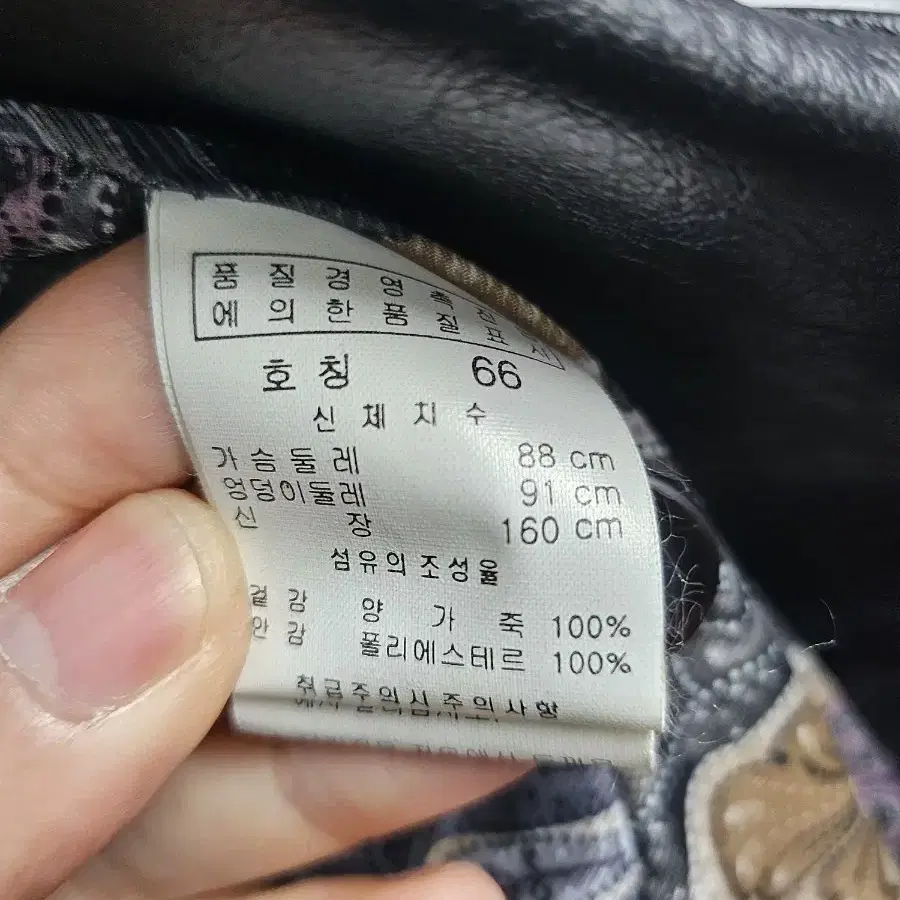 품 질 경 영 촉 진
에 의 한 품 질 표 시
호 칭 66
신 체 치 수
가 슴 둘 레 88 cm
엉덩이둘레 91 cm
신 장 160 cm
섬유의 조성율
겉 감 양 가 죽 100%
안 감 폴리에스테르 100%
취급주의심주의사항